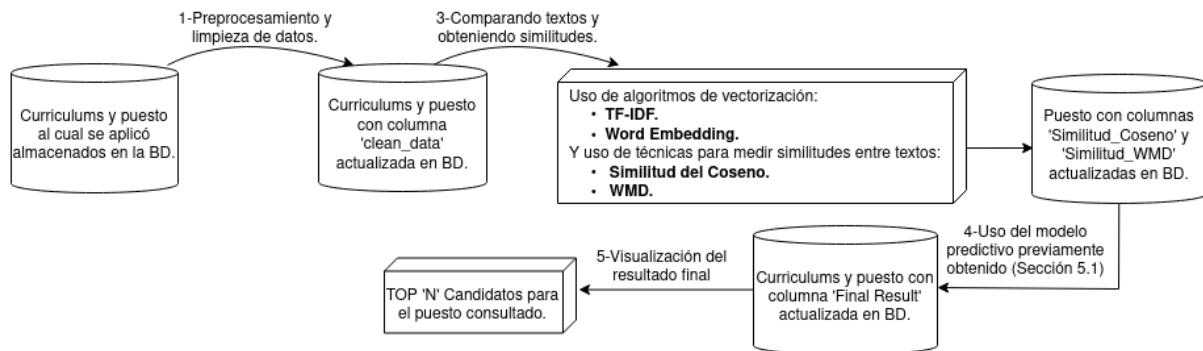 1-Preprocesamiento y
limpieza de datos.
3-Comparando textos y
obteniendo similitudes.
Curriculums y puesto
al cual se aplicó
almacenados en la BD.
Curriculums y puesto
con columna
'clean_data'
actualizada en BD.
Uso de algoritmos de vectorización:
• TF-IDF.
• Word Embedding.
Y uso de técnicas para medir similitudes entre textos:
• Similitud del Coseno.
• WMD.
Puesto con columnas
'Similitud_Coseno' y
'Similitud_WMD'
actualizadas en BD.
4-Uso del modelo
predictivo previamente
obtenido (Sección 5.1)
Curriculums y puesto con
columna 'Final Result'
actualizada en BD.
5-Visualización del
resultado final
TOP 'N' Candidatos para
el puesto consultado.